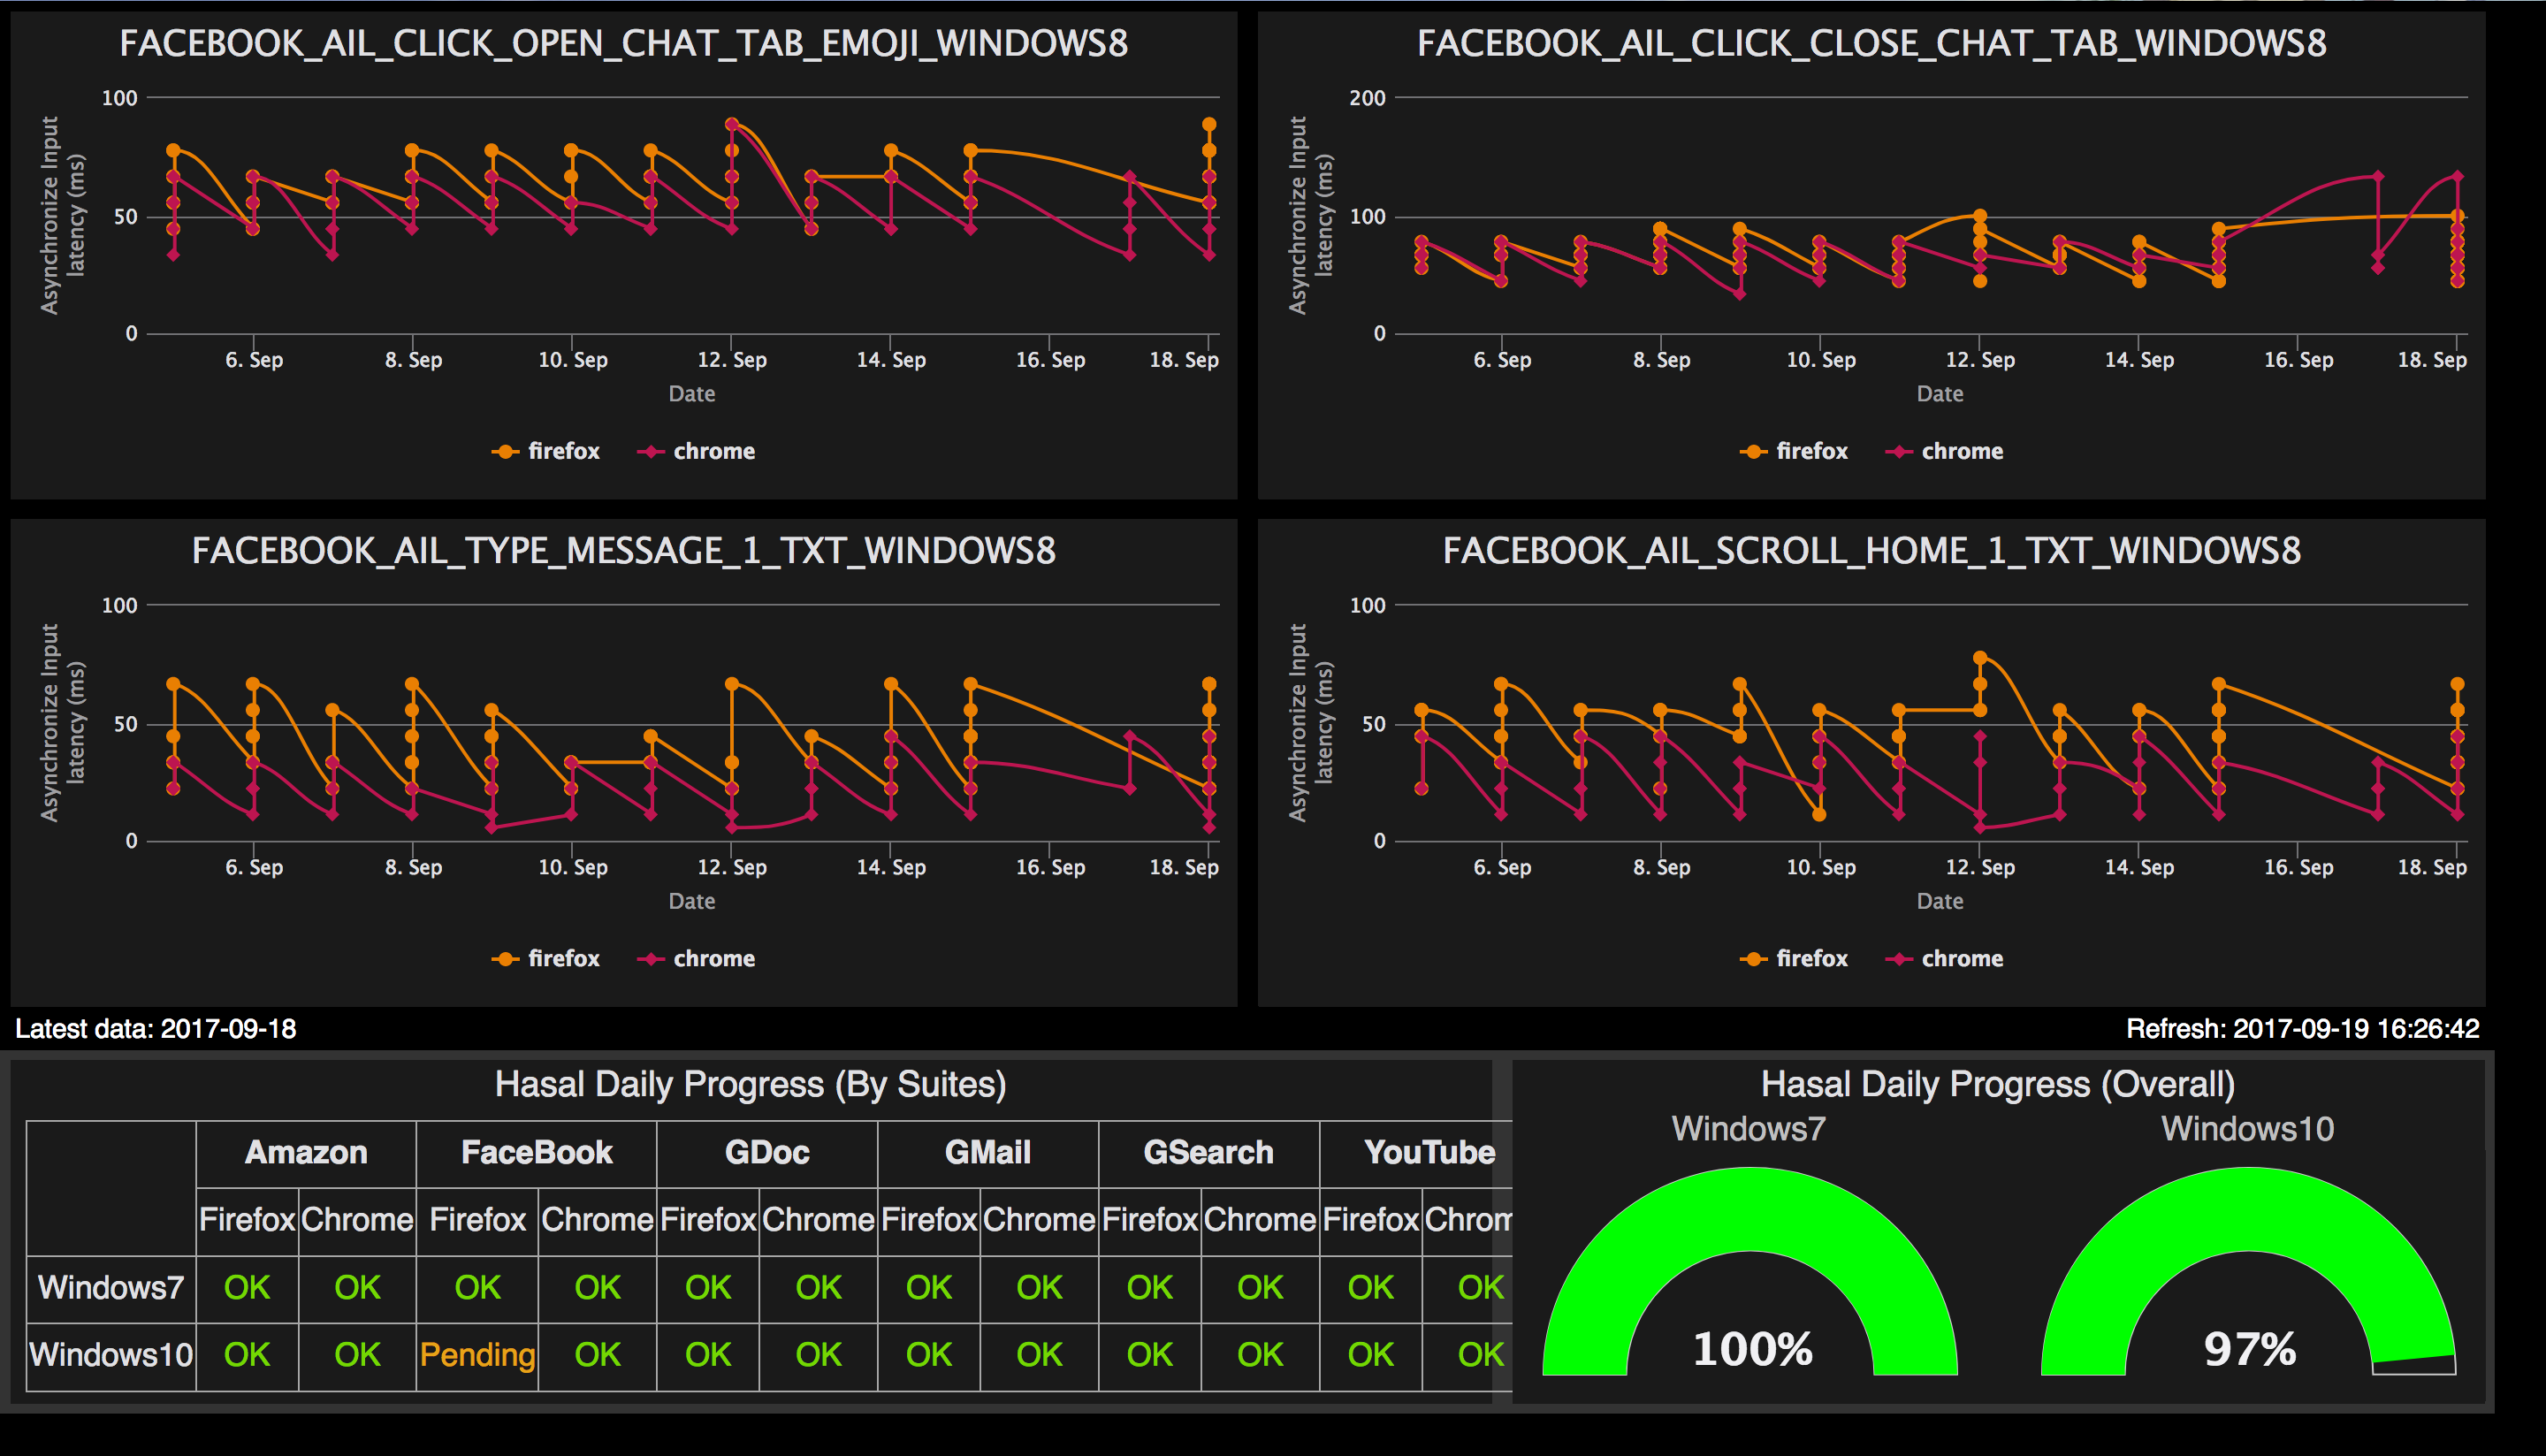 FACEBOOK_AIL_CLICK_OPEN_CHAT_TAB_EMOJI_WINDOWS8
Asynchronize Input
latency (ms)
100
50
0
6. Sep 8. Sep 10. Sep 12. Sep 14. Sep 16. Sep 18. Sep
Date
firefox chrome
FACEBOOK_AIL_CLICK_CLOSE_CHAT_TAB_WINDOWS8
Asynchronize Input
latency (ms)
200
100
0
6. Sep 8. Sep 10. Sep 12. Sep 14. Sep 16. Sep 18. Sep
Date
firefox chrome
FACEBOOK_AIL_TYPE_MESSAGE_1_TXT_WINDOWS8
Asynchronize Input
latency (ms)
100
50
0
6. Sep 8. Sep 10. Sep 12. Sep 14. Sep 16. Sep 18. Sep
Date
firefox chrome
FACEBOOK_AIL_SCROLL_HOME_1_TXT_WINDOWS8
Asynchronize Input
latency (ms)
100
50
0
6. Sep 8. Sep 10. Sep 12. Sep 14. Sep 16. Sep 18. Sep
Date
firefox chrome
Latest data: 2017-09-18
Refresh: 2017-09-19 16:26:42
Hasal Daily Progress (By Suites)
Amazon FaceBook GDoc GMail GSearch YouTube
Firefox Chrome Firefox Chrome Firefox Chrome Firefox Chrome Firefox Chrome Firefox Chrom
Windows7 OK OK OK OK OK OK OK OK OK OK OK OK
Windows10 OK OK Pending OK OK OK OK OK OK OK OK OK
Hasal Daily Progress (Overall)
Windows7 Windows10
100% 97%